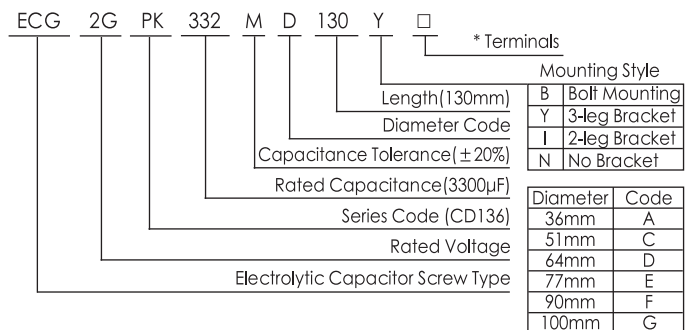 ECG 2G PK 332 M D 130 Y □
* Terminals
Mounting Style
B Bolt Mounting
Y 3-leg Bracket
I 2-leg Bracket
N No Bracket
Length(130mm)
Diameter Code
Capacitance Tolerance(±20%)
Rated Capacitance(3300μF)
Series Code (CD136)
Rated Voltage
Electrolytic Capacitor Screw Type
Diameter Code
36mm A
51mm C
64mm D
77mm E
90mm F
100mm G